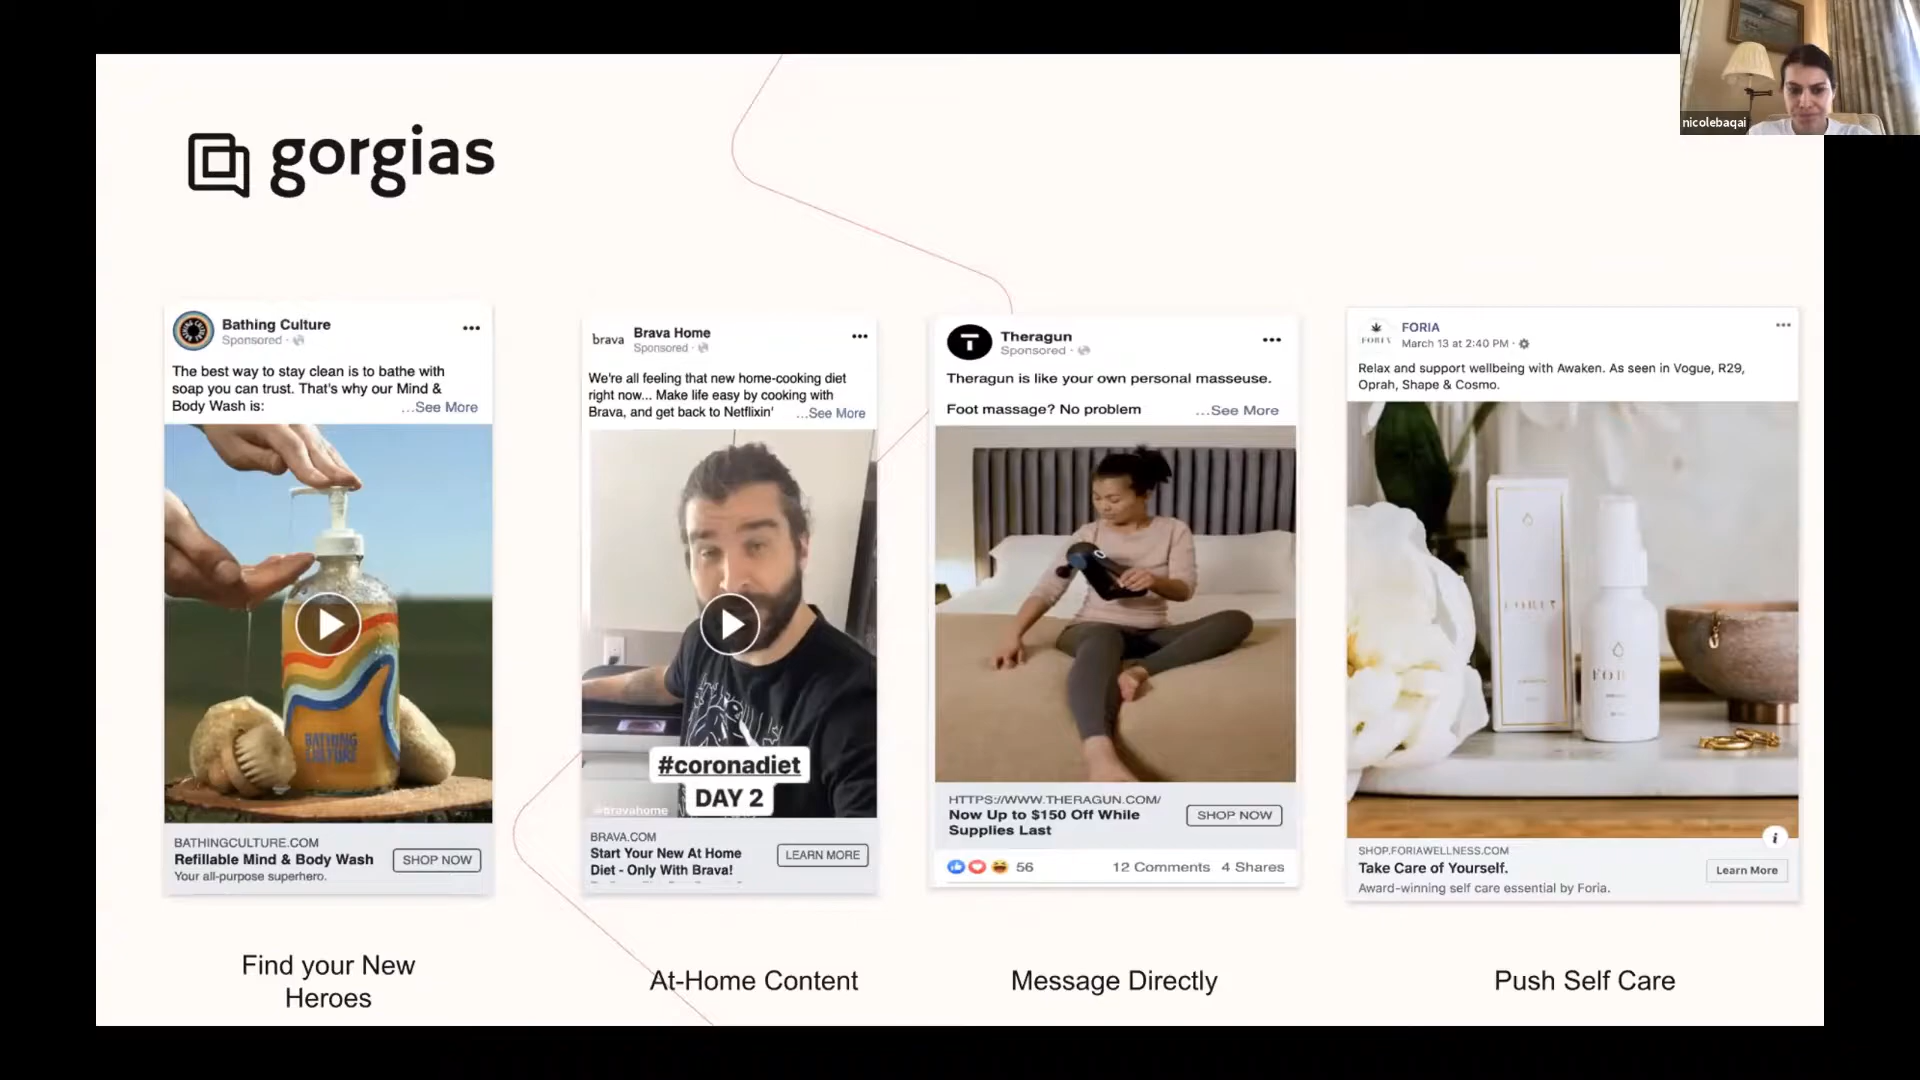 nicolebaqai
gorgias
Bathing Culture
Sponsored ·
The best way to stay clean is to bathe with
soap you can trust. That's why our Mind &
Body Wash is: ...See More
BATHING
CULTURE
BATHINGCULTURE.COM
Refillable Mind & Body Wash
Your all-purpose superhero.
SHOP NOW
Find your New
Heroes
brava
Brava Home
Sponsored ·
We're all feeling that new home-cooking diet
right now... Make life easy by cooking with
Brava, and get back to Netflixin' ...See More
#coronadiet
DAY 2
@bravahome
BRAVA.COM
Start Your New At Home
Diet - Only With Brava!
LEARN MORE
At-Home Content
Theragun
Sponsored ·
Theragun is like your own personal masseuse.
Foot massage? No problem ...See More
HTTPS://WWW.THERAGUN.COM/
Now Up to $150 Off While
Supplies Last
SHOP NOW
56
12 Comments 4 Shares
Message Directly
FORIA
FORIA
March 13 at 2:40 PM ·
Relax and support wellbeing with Awaken. As seen in Vogue, R29,
Oprah, Shape & Cosmo.
SHOP.FORIAWELLNESS.COM
Take Care of Yourself.
Award-winning self care essential by Foria.
Learn More
Push Self Care